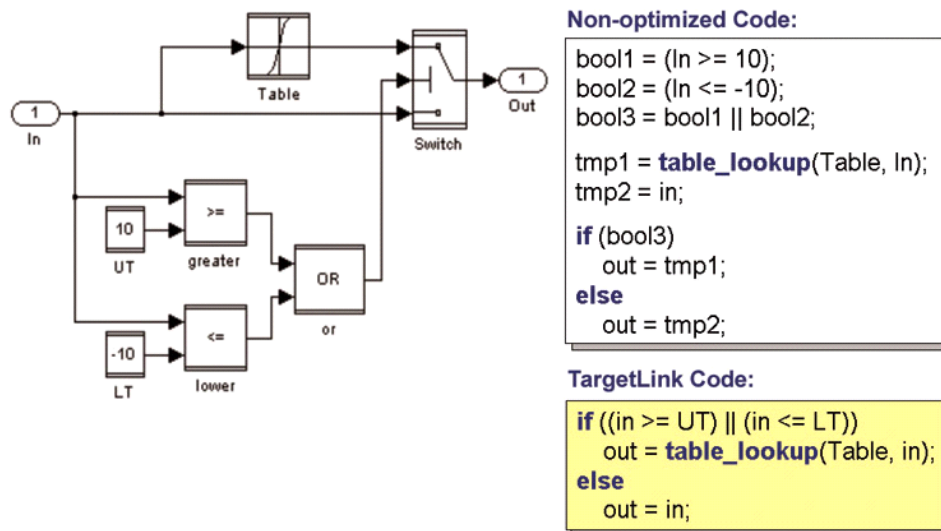 Table
1
In
Switch
1
Out
10
UT
>=
greater
OR
or
-10
LT
<=
lower
Non-optimized Code:
bool1 = (In >= 10);
bool2 = (In <= -10);
bool3 = bool1 || bool2;
tmp1 = table_lookup(Table, In);
tmp2 = in;
if (bool3)
out = tmp1;
else
out = tmp2;
TargetLink Code:
if ((in >= UT) || (in <= LT))
out = table_lookup(Table, in);
else
out = in;